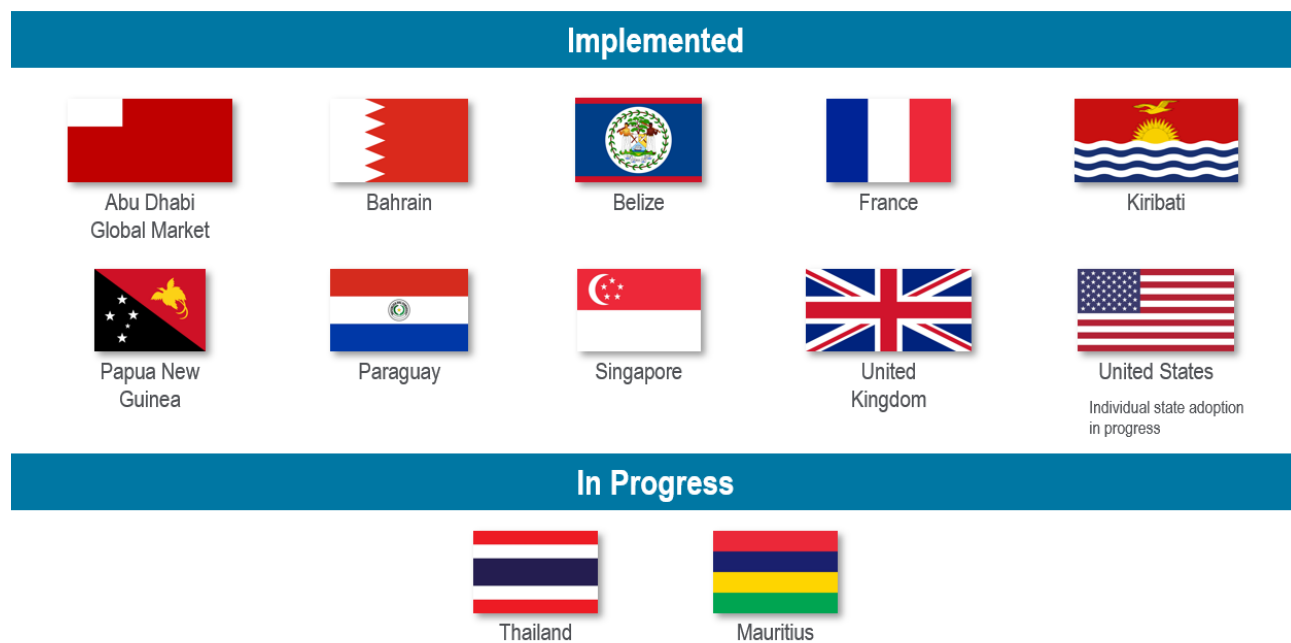 Implemented
Abu Dhabi
Global Market
Bahrain
Belize
France
Kiribati
Papua New
Guinea
Paraguay
Singapore
United
Kingdom
United States
Individual state adoption
in progress
In Progress
Thailand
Mauritius